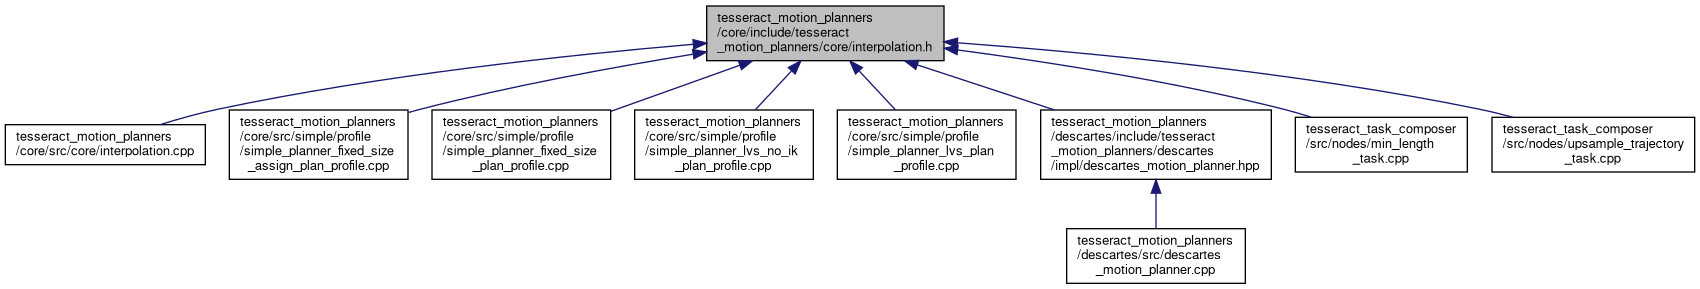 tesseract_motion_planners
/core/include/tesseract
_motion_planners/core/interpolation.h
tesseract_motion_planners
/core/src/core/interpolation.cpp
tesseract_motion_planners
/core/src/simple/profile
/simple_planner_fixed_size
_assign_plan_profile.cpp
tesseract_motion_planners
/core/src/simple/profile
/simple_planner_fixed_size
_plan_profile.cpp
tesseract_motion_planners
/core/src/simple/profile
/simple_planner_lvs_no_ik
_plan_profile.cpp
tesseract_motion_planners
/core/src/simple/profile
/simple_planner_lvs_plan
_profile.cpp
tesseract_motion_planners
/descartes/include/tesseract
_motion_planners/descartes
/impl/descartes_motion_planner.hpp
tesseract_task_composer
/src/nodes/min_length
_task.cpp
tesseract_task_composer
/src/nodes/upsample_trajectory
_task.cpp
tesseract_motion_planners
/descartes/src/descartes
_motion_planner.cpp